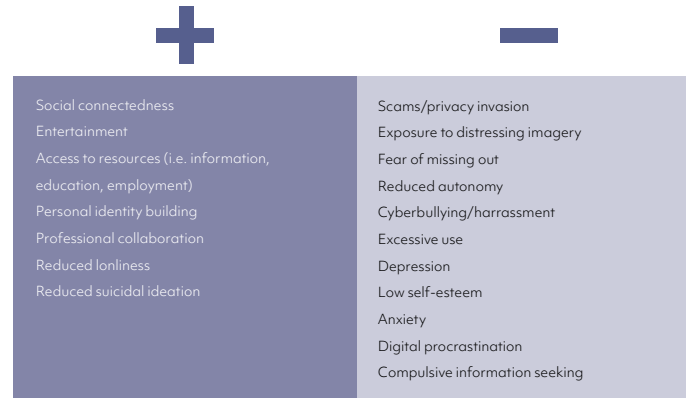 Social connectedness
Entertainment
Access to resources (i.e. information,
education, employment)
Personal identity building
Professional collaboration
Reduced lonliness
Reduced suicidal ideation
Scams/privacy invasion
Exposure to distressing imagery
Fear of missing out
Reduced autonomy
Cyberbullying/harrassment
Excessive use
Depression
Low self-esteem
Anxiety
Digital procrastination
Compulsive information seeking